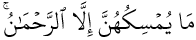 مَا يُمْسِكُهُنَّ إِلَّا الرَّحْمَـٰنُ ۚ